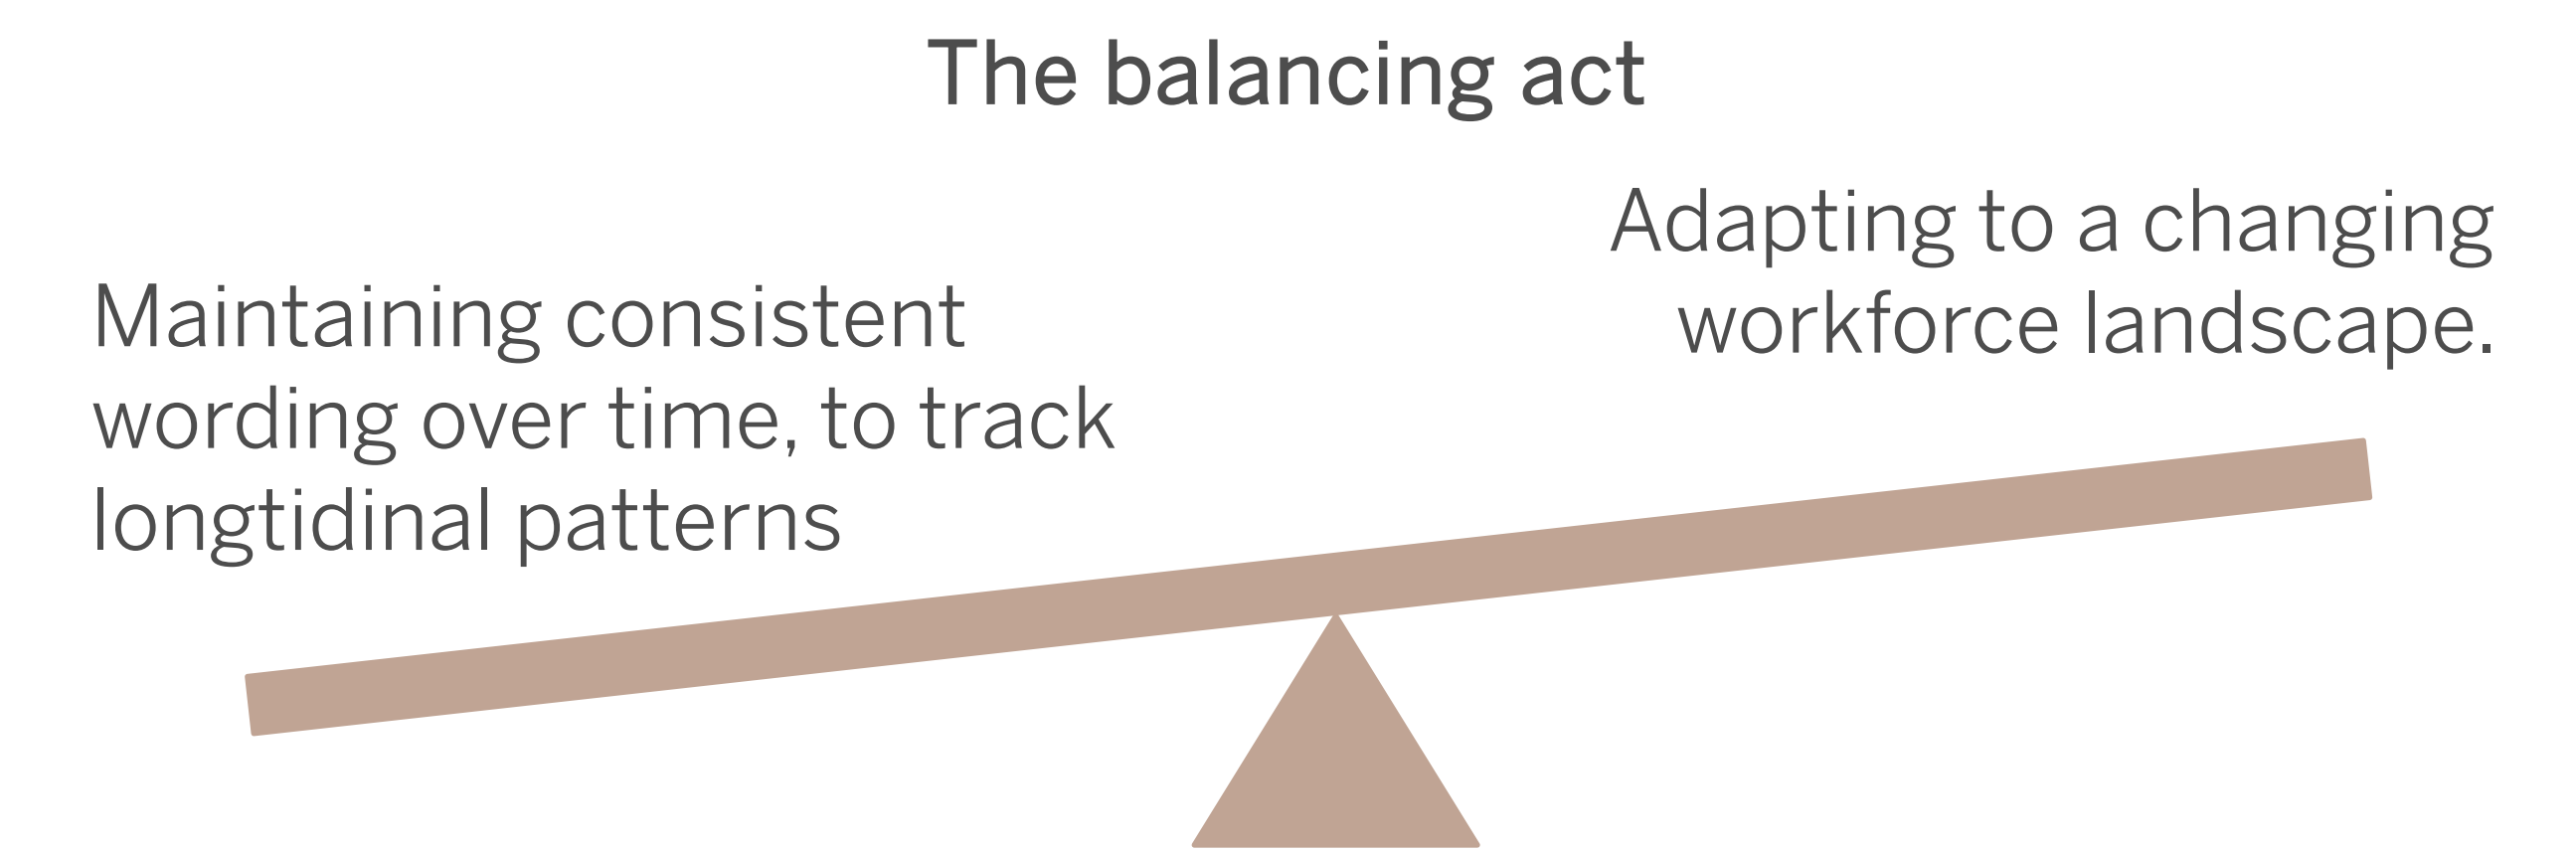 The balancing act
Maintaining consistent
wording over time, to track
longtidinal patterns
Adapting to a changing
workforce landscape.